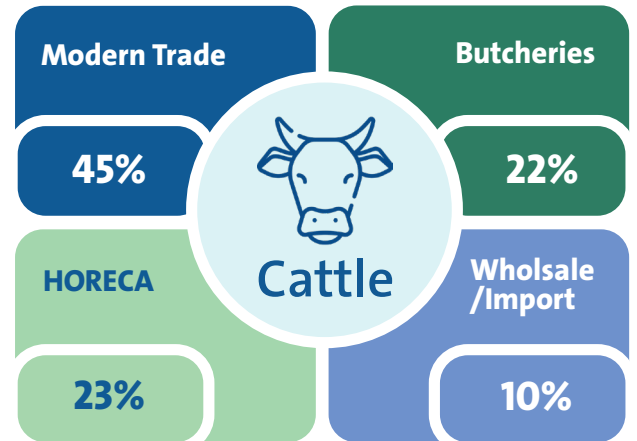 Modern Trade
45%
Butcheries
22%
Cattle
HORECA
23%
Wholsale
/Import
10%